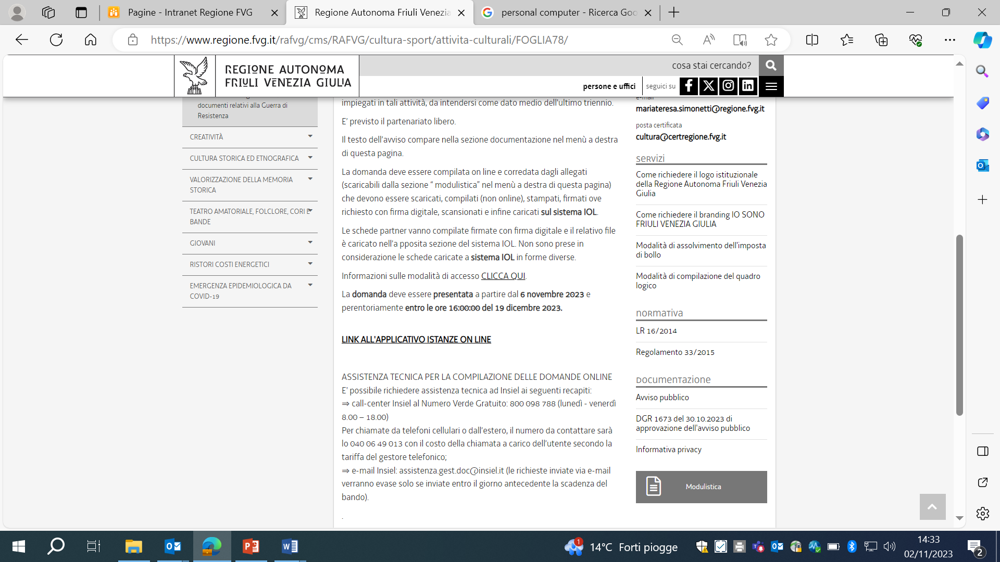 Pagine - Intranet Regione FVG
Regione Autonoma Friuli Venezia
personal computer - Ricerca Goo
https://www.regione.fvg.it/rafvg/cms/RAFVG/cultura-sport/attivita-culturali/FOGLIA78/
REGIONE AUTONOMA
FRIULI VENEZIA GIULIA
cosa stai cercando?
persone e uffici
seguici su
documenti relativi alla Guerra di
Resistenza
CREATIVITÀ
CULTURA STORICA ED ETNOGRAFICA
VALORIZZAZIONE DELLA MEMORIA
STORICA
TEATRO AMATORIALE, FOLCLORE, CORI E
BANDE
GIOVANI
RISTORI COSTI ENERGETICI
EMERGENZA EPIDEMIOLOGICA DA
COVID-19
impiegati in tali attività, da intendersi come dato medio dell'ultimo triennio.
E' previsto il partenariato libero.
Il testo dell'avviso compare nella sezione documentazione nel menù a destra
di questa pagina.
La domanda deve essere compilata on line e corredata dagli allegati
(scaricabili dalla sezione “ modulistica” nel menù a destra di questa pagina)
che devono essere scaricati, compilati (non online), stampati, firmati ove
richiesto con firma digitale, scansionati e infine caricati sul sistema IOL.
Le schede partner vanno compilate firmate con firma digitale e il relativo file
è caricato nell'a pposita sezione del sistema IOL. Non sono prese in
considerazione le schede caricate a sistema IOL in forme diverse.
Informazioni sulle modalità di accesso CLICCA QUI.
La domanda deve essere presentata a partire dal 6 novembre 2023 e
perentoriamente entro le ore 16:00:00 del 19 dicembre 2023.
LINK ALL'APPLICATIVO ISTANZE ON LINE
ASSISTENZA TECNICA PER LA COMPILAZIONE DELLE DOMANDE ONLINE
E' possibile richiedere assistenza tecnica ad Insiel ai seguenti recapiti:
⇒ call-center Insiel al Numero Verde Gratuito: 800 098 788 (lunedì - venerdì
8.00 – 18.00)
Per chiamate da telefoni cellulari o dall'estero, il numero da contattare sarà
lo 040 06 49 013 con il costo della chiamata a carico dell'utente secondo la
tariffa del gestore telefonico;
⇒ e-mail Insiel: assistenza.gest.doc@insiel.it (le richieste inviate via e-mail
verranno evase solo se inviate entro il giorno antecedente la scadenza del
bando).
.
e-mail
mariateresa.simonetti@regione.fvg.it
posta certificata
cultura@certregione.fvg.it
servizi
Come richiedere il logo istituzionale
della Regione Autonoma Friuli Venezia
Giulia
Come richiedere il branding IO SONO
FRIULI VENEZIA GIULIA
Modalità di assolvimento dell'imposta
di bollo
Modalità di compilazione del quadro
logico
normativa
LR 16/2014
Regolamento 33/2015
documentazione
Avviso pubblico
DGR 1673 del 30.10.2023 di
approvazione dell'avviso pubblico
Informativa privacy
Modulistica
1
14°C Forti piogge
14:33
02/11/2023
2